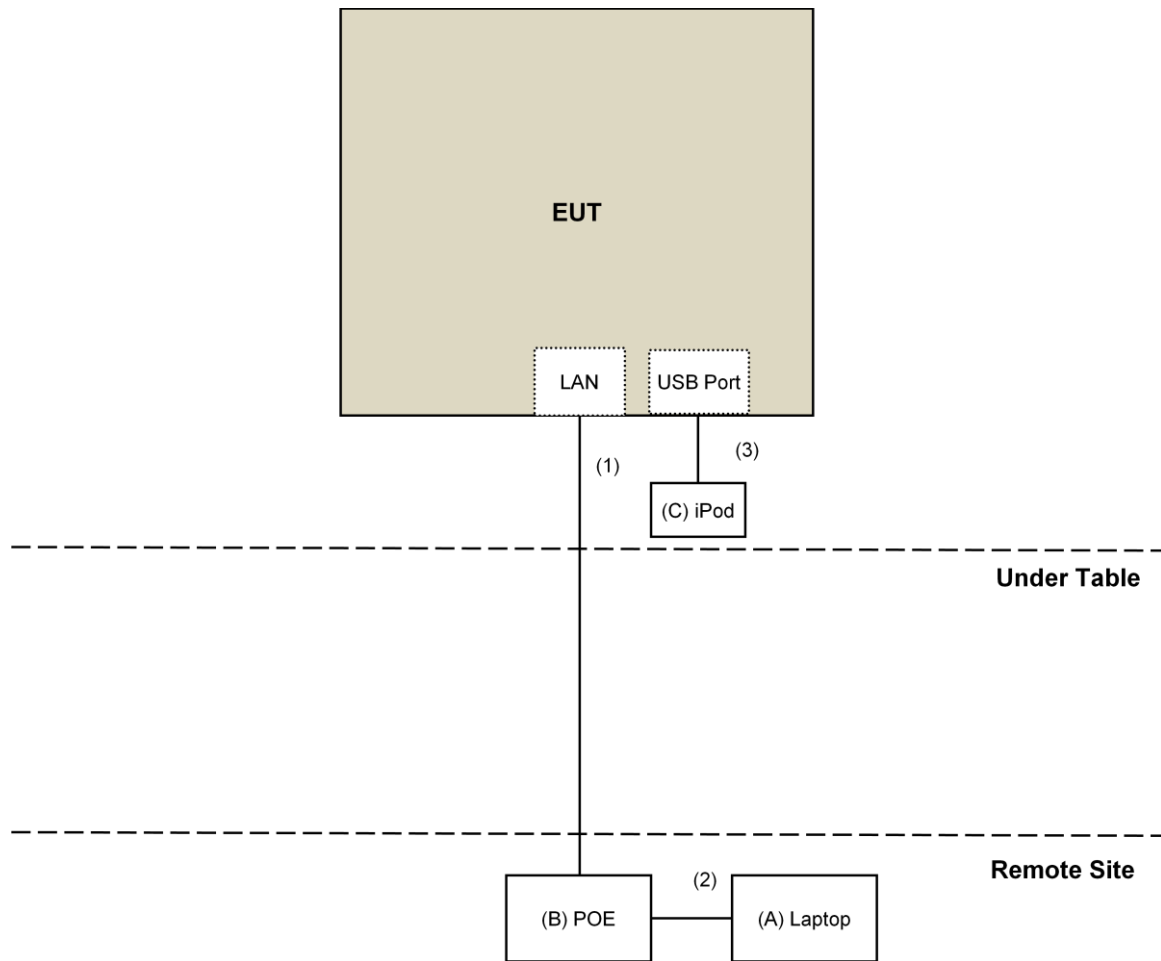 EUT
LAN
USB Port
(1)
(3)
(C) iPod
Under Table
Remote Site
(2)
(B) POE
(A) Laptop